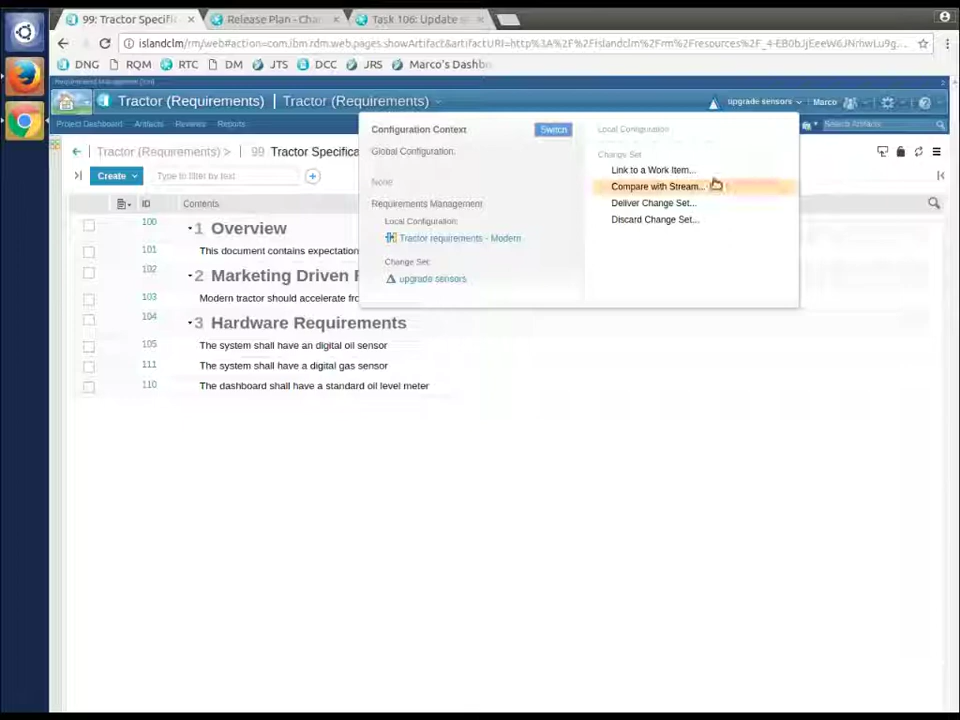 99: Tractor Specifi ×
Release Plan - Cha ×
Task 106: Update se ×
islandclm/rm/web#action=com.ibm.rdm.web.pages.showArtifact&artifactURI=http%3A%2F%2Fislandclm%2Frm%2Fresources%2F_4-EB0bJjEeeW6JNmwLu9g...
DNG RQM RTC DM JTS DCC JRS Marco's Dashb
Tractor (Requirements) | Tractor (Requirements)
upgrade sensors Marco
Project Dashboard Artifacts Reviews Reports
Search Artifacts
Tractor (Requirements) > 99 Tractor Specifica
Create
Type to filter by text
ID Contents
100 1 Overview
101 This document contains expectation
102 2 Marketing Driven R
103 Modern tractor should accelerate fro
104 3 Hardware Requirements
105 The system shall have an digital oil sensor
111 The system shall have a digital gas sensor
110 The dashboard shall have a standard oil level meter
Configuration Context
Switch
Global Configuration:
None
Requirements Management
Local Configuration:
Tractor requirements - Modern
Change Set:
upgrade sensors
Local Configuration
Change Set
Link to a Work Item...
Compare with Stream...
Deliver Change Set...
Discard Change Set...